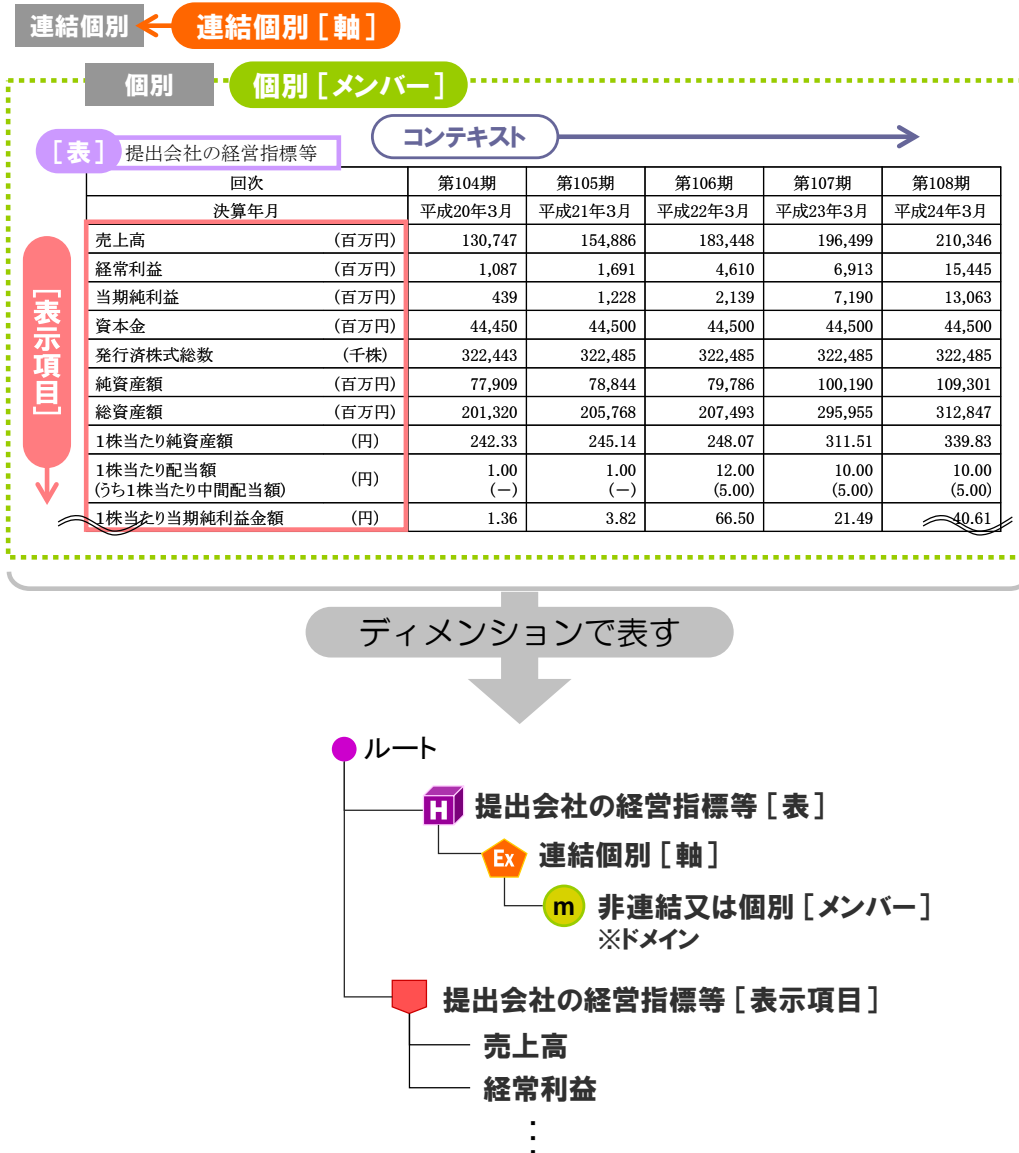 連結個別 連結個別［軸］
個別 個別［メンバー］
コンテキスト
［表］ 提出会社の経営指標等
回次 第104期 第105期 第106期 第107期 第108期
決算年月 平成20年3月 平成21年3月 平成22年3月 平成23年3月 平成24年3月
［表示項目］
売上高 (百万円) 130,747 154,886 183,448 196,499 210,346
経常利益 (百万円) 1,087 1,691 4,610 6,913 15,445
当期純利益 (百万円) 439 1,228 2,139 7,190 13,063
資本金 (百万円) 44,450 44,500 44,500 44,500 44,500
発行済株式総数 (千株) 322,443 322,485 322,485 322,485 322,485
純資産額 (百万円) 77,909 78,844 79,786 100,190 109,301
総資産額 (百万円) 201,320 205,768 207,493 295,955 312,847
1株当たり純資産額 (円) 242.33 245.14 248.07 311.51 339.83
1株当たり配当額 (円) 1.00 1.00 12.00 10.00 10.00
(うち1株当たり中間配当額) (－) (－) (5.00) (5.00) (5.00)
1株当たり当期純利益金額 (円) 1.36 3.82 66.50 21.49 40.61
ディメンションで表す
ルート
H 提出会社の経営指標等［表］
Ex 連結個別［軸］
m 非連結又は個別［メンバー］
※ドメイン
提出会社の経営指標等［表示項目］
売上高
経常利益